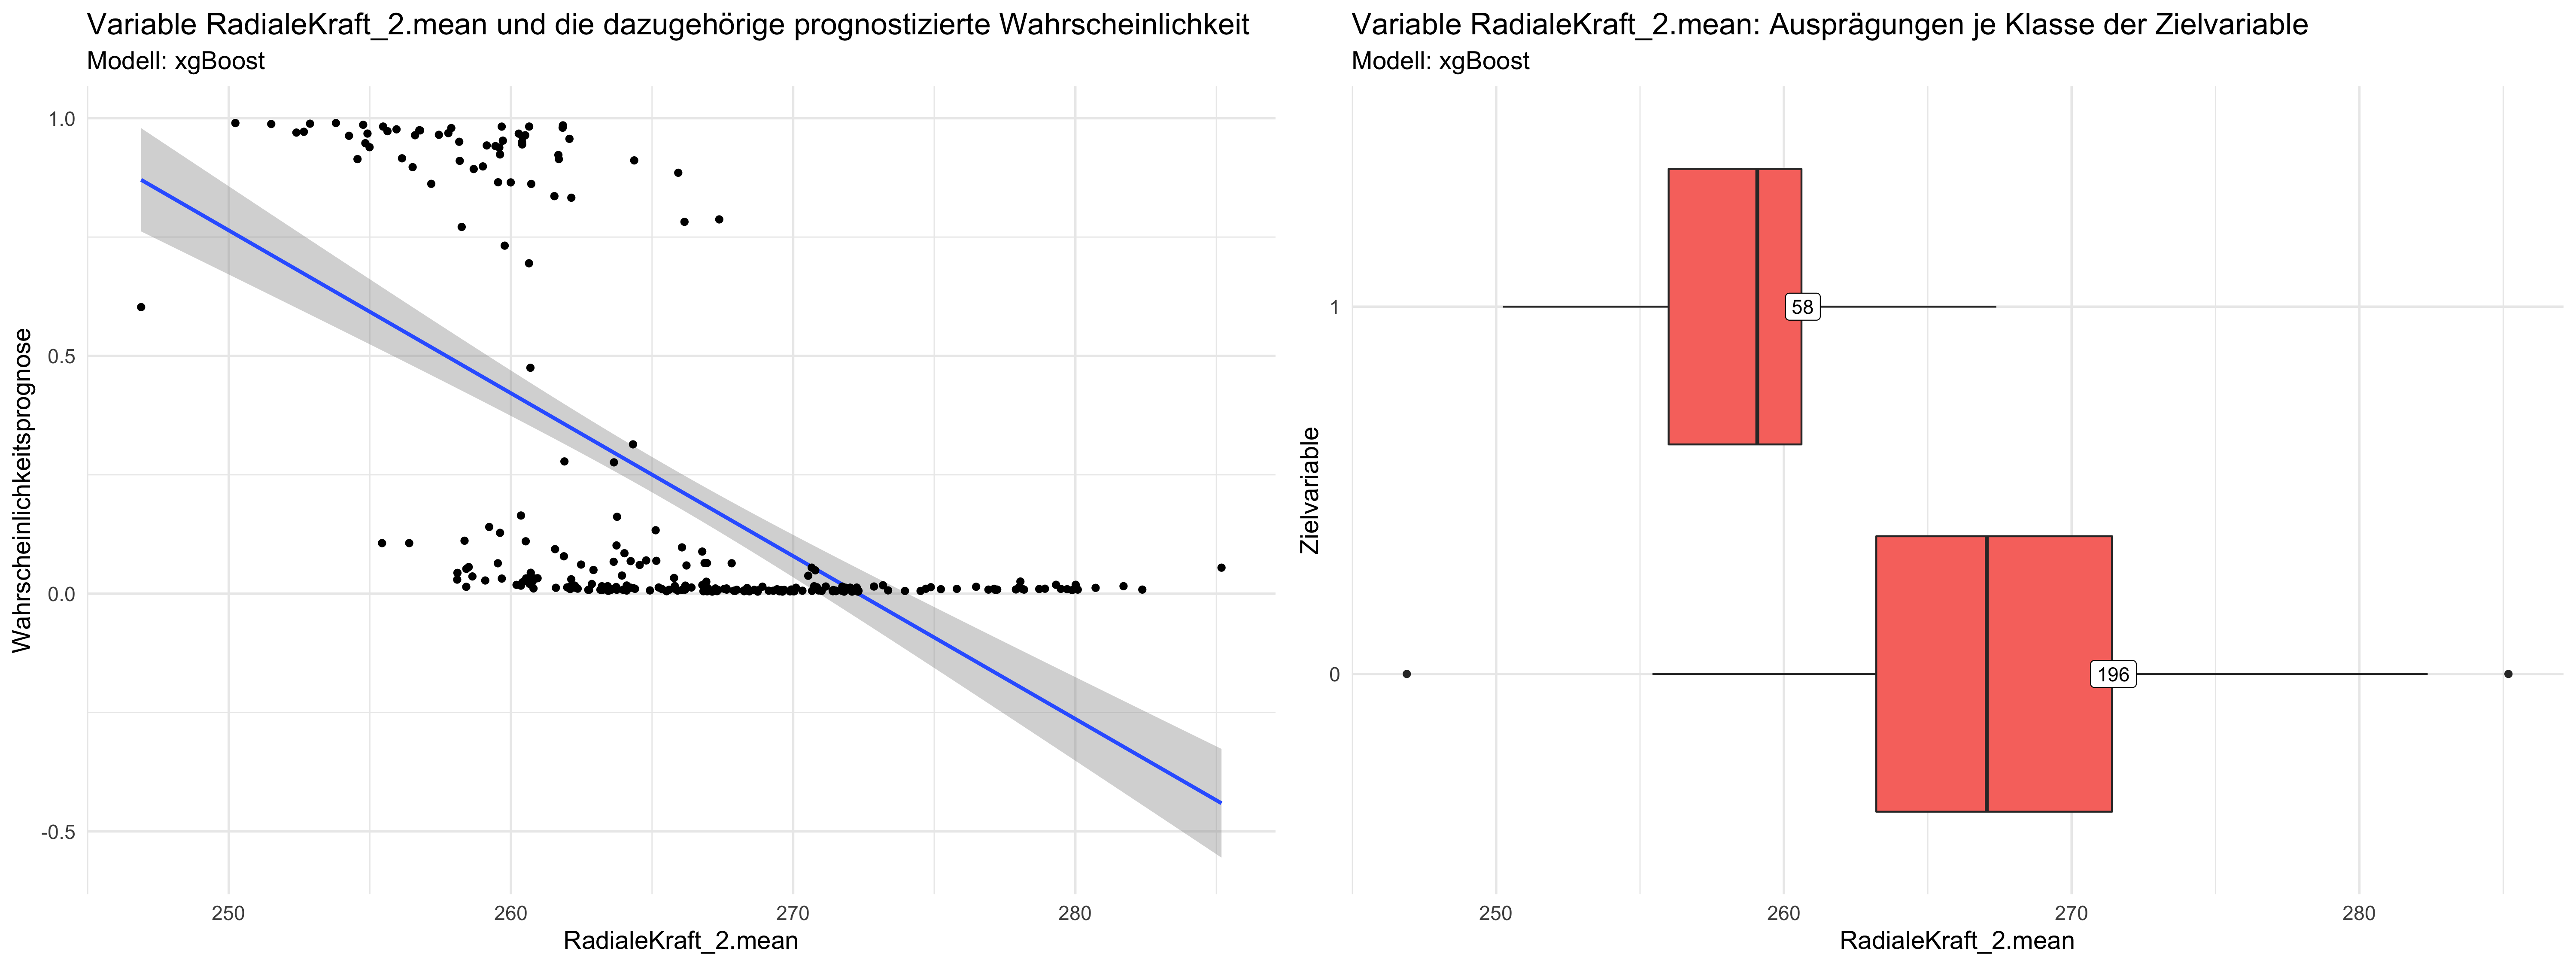 Variable RadialeKraft_2.mean und die dazugehörige prognostizierte Wahrscheinlichkeit
Modell: xgBoost
Wahrscheinlichkeitsprognose
1.0
0.5
0.0
-0.5
250
260
270
280
RadialeKraft_2.mean
Variable RadialeKraft_2.mean: Ausprägungen je Klasse der Zielvariable
Modell: xgBoost
Zielvariable
1
0
58
196
250
260
270
280
RadialeKraft_2.mean